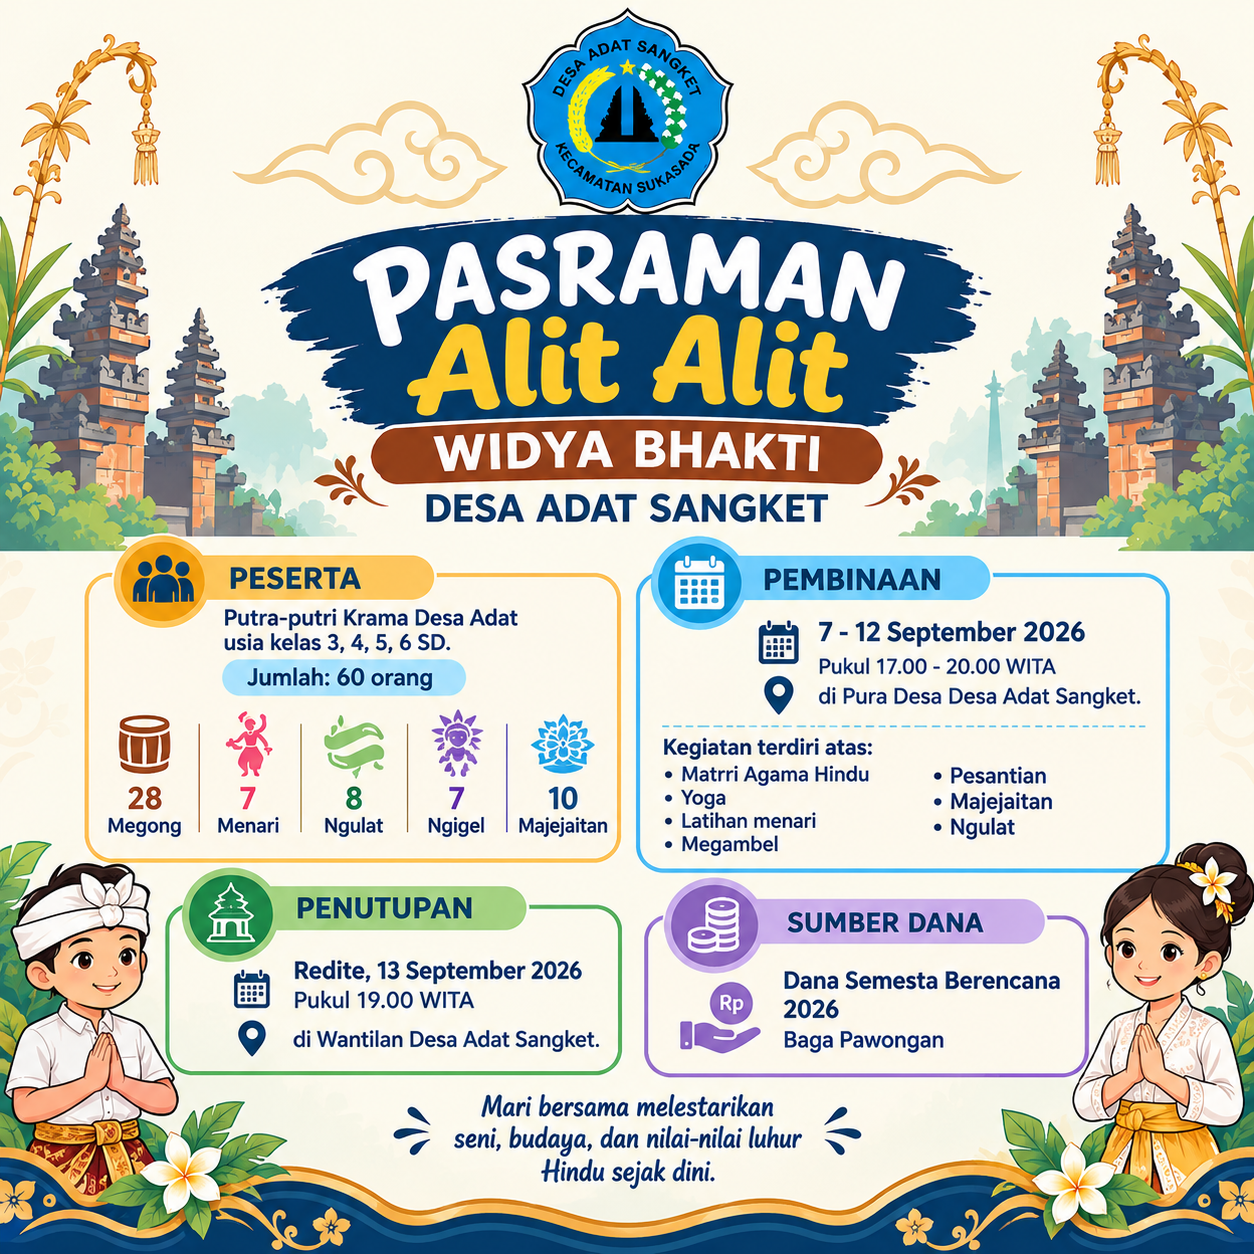 DESA ADAT SANGKET
KECAMATAN SUKASADA
PASRAMAN
Alit Alit
WIDYA BHAKTI
DESA ADAT SANGKET
PESERTA
Putra-putri Krama Desa Adat
usia kelas 3, 4, 5, 6 SD.
Jumlah: 60 orang
28
Megong
7
Menari
8
Ngulat
7
Ngigel
10
Majejaitan
PEMBINAAN
7 - 12 September 2026
Pukul 17.00 - 20.00 WITA
di Pura Desa Desa Adat Sangket.
Kegiatan terdiri atas:
• Matrri Agama Hindu
• Yoga
• Latihan menari
• Megambel
• Pesantian
• Majejaitan
• Ngulat
PENUTUPAN
Redite, 13 September 2026
Pukul 19.00 WITA
di Wantilan Desa Adat Sangket.
SUMBER DANA
Rp
Dana Semesta Berencana
2026
Baga Pawongan
Mari bersama melestarikan
seni, budaya, dan nilai-nilai luhur
Hindu sejak dini.